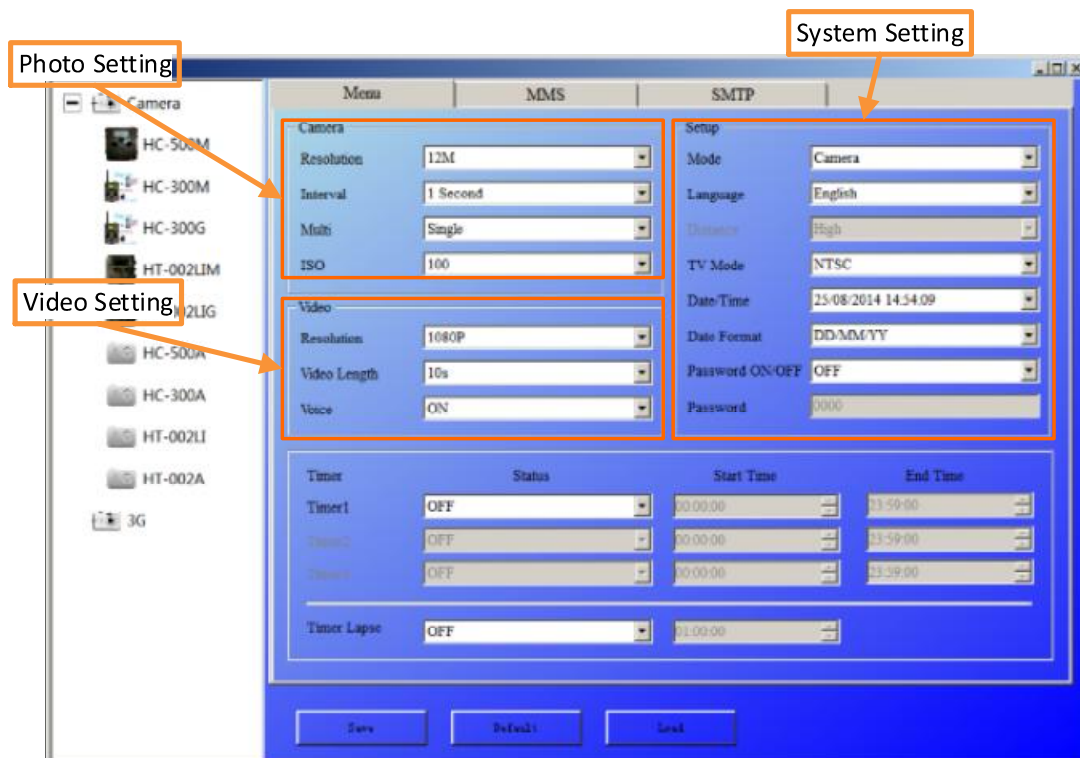 System Setting
Photo Setting
Camera
HC-500M
HC-300M
HC-300G
HT-002LIM
Video Setting
02LIG
HC-500A
HC-300A
HT-002LI
HT-002A
3G
Menu MMS SMTP
Camera
Resolution 12M
Interval 1 Second
Multi Single
ISO 100
Video
Resolution 1080P
Video Length 10s
Voice ON
Setup
Mode Camera
Language English
Distance High
TV Mode NTSC
Date/Time 25/08/2014 14:54:09
Date Format DD/MM/YY
Password ON/OFF OFF
Password 0000
Timer Status Start Time End Time
Timer1 OFF 00:00:00 23:59:00
Timer2 OFF 00:00:00 23:59:00
Timer3 OFF 00:00:00 23:59:00
Timer Lapse OFF 01:00:00
Save Default Load